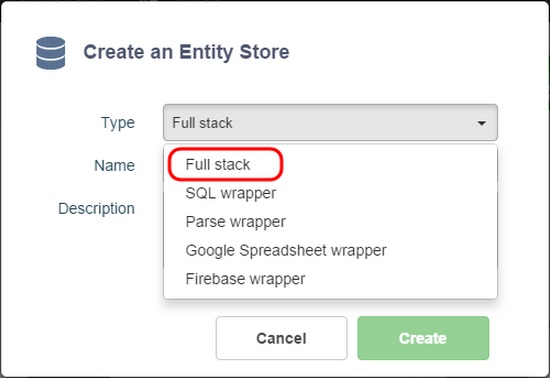 Create an Entity Store
Type
Full stack
Name
Full stack
SQL wrapper
Description
Parse wrapper
Google Spreadsheet wrapper
Firebase wrapper
Cancel
Create